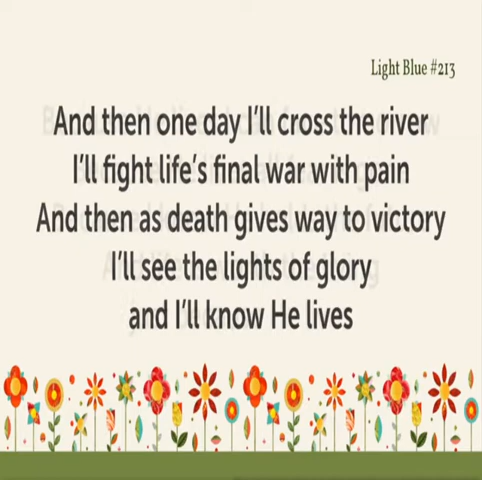 Light Blue #213
And then one day I'll cross the river
I'll fight life's final war with pain
And then as death gives way to victory
I'll see the lights of glory
and I'll know He lives